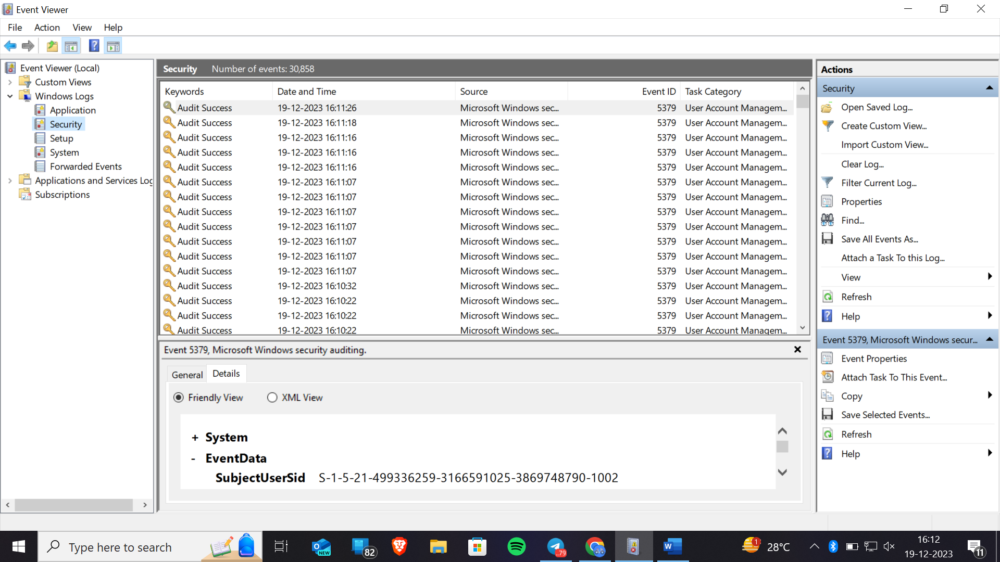 Event Viewer
File Action View Help
Event Viewer (Local)
Custom Views
Windows Logs
Application
Security
Setup
System
Forwarded Events
Applications and Services Log
Subscriptions
Security Number of events: 30,858
Keywords Date and Time Source Event ID Task Category
Audit Success 19-12-2023 16:11:26 Microsoft Windows sec... 5379 User Account Managem...
Audit Success 19-12-2023 16:11:18 Microsoft Windows sec... 5379 User Account Managem...
Audit Success 19-12-2023 16:11:16 Microsoft Windows sec... 5379 User Account Managem...
Audit Success 19-12-2023 16:11:16 Microsoft Windows sec... 5379 User Account Managem...
Audit Success 19-12-2023 16:11:16 Microsoft Windows sec... 5379 User Account Managem...
Audit Success 19-12-2023 16:11:07 Microsoft Windows sec... 5379 User Account Managem...
Audit Success 19-12-2023 16:11:07 Microsoft Windows sec... 5379 User Account Managem...
Audit Success 19-12-2023 16:11:07 Microsoft Windows sec... 5379 User Account Managem...
Audit Success 19-12-2023 16:11:07 Microsoft Windows sec... 5379 User Account Managem...
Audit Success 19-12-2023 16:11:07 Microsoft Windows sec... 5379 User Account Managem...
Audit Success 19-12-2023 16:11:07 Microsoft Windows sec... 5379 User Account Managem...
Audit Success 19-12-2023 16:11:07 Microsoft Windows sec... 5379 User Account Managem...
Audit Success 19-12-2023 16:10:32 Microsoft Windows sec... 5379 User Account Managem...
Audit Success 19-12-2023 16:10:22 Microsoft Windows sec... 5379 User Account Managem...
Audit Success 19-12-2023 16:10:22 Microsoft Windows sec... 5379 User Account Managem...
Audit Success 19-12-2023 16:10:22 Microsoft Windows sec... 5379 User Account Managem...
Event 5379, Microsoft Windows security auditing.
General Details
Friendly View XML View
+ System
- EventData
SubjectUserSid S-1-5-21-499336259-3166591025-3869748790-1002
Actions
Security
Open Saved Log...
Create Custom View...
Import Custom View...
Clear Log...
Filter Current Log...
Properties
Find...
Save All Events As...
Attach a Task To this Log...
View
Refresh
Help
Event 5379, Microsoft Windows secur...
Event Properties
Attach Task To This Event...
Copy
Save Selected Events...
Refresh
Help
Type here to search
NEW
82
79
W
1
28°C
16:12
19-12-2023
11